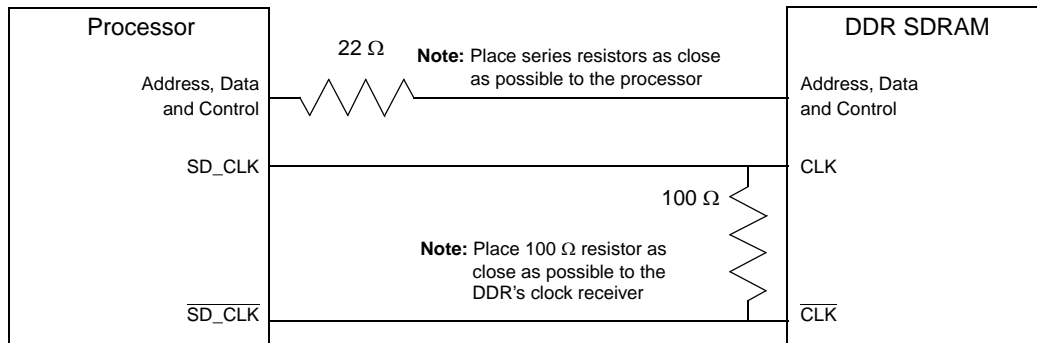 Processor
DDR SDRAM
22 Ω
Note: Place series resistors as close
as possible to the processor
Address, Data
and Control
Address, Data
and Control
SD_CLK
CLK
100 Ω
Note: Place 100 Ω resistor as
close as possible to the
DDR's clock receiver
S̅D̅_̅C̅L̅K̅
C̅L̅K̅